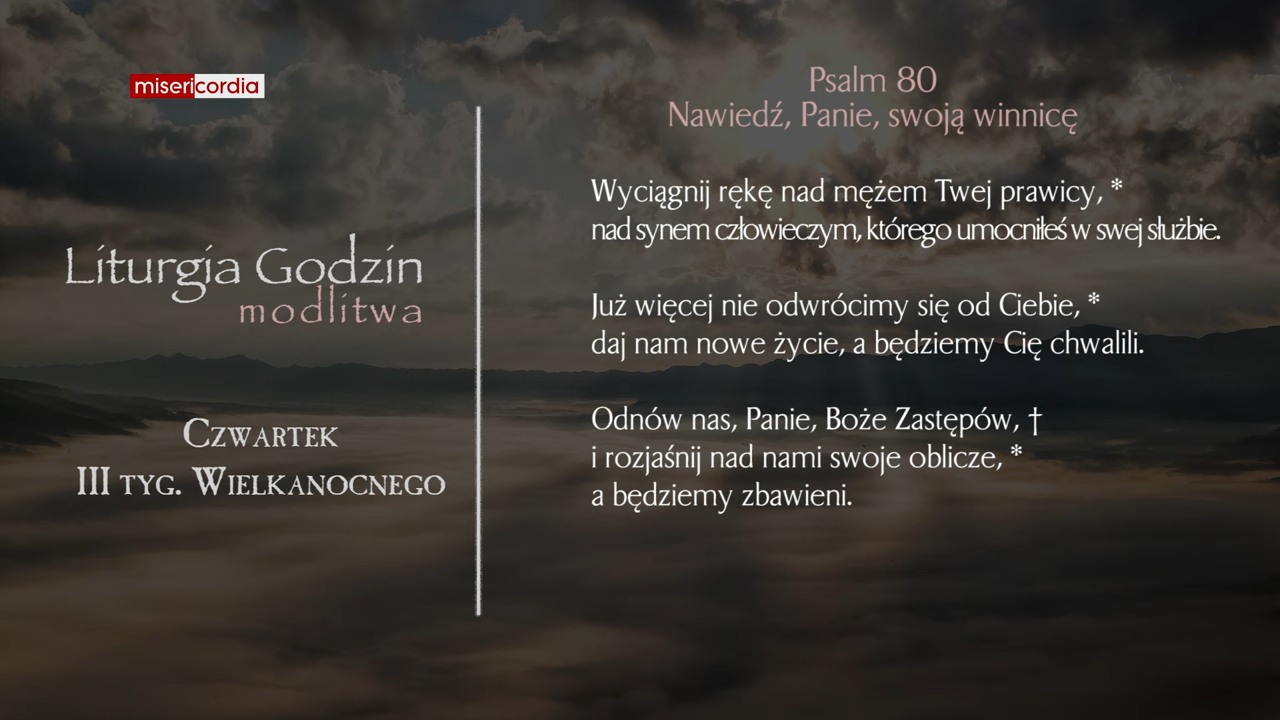 misericordia
Liturgia Godzin
modlitwa
Czwartek
III tyg. Wielkanocnego
Psalm 80
Nawiedź, Panie, swoją winnicę
Wyciągnij rękę nad mężem Twej prawicy, *
nad synem człowieczym, którego umocniłeś w swej służbie.
Już więcej nie odwrócimy się od Ciebie, *
daj nam nowe życie, a będziemy Cię chwalili.
Odnów nas, Panie, Boże Zastępów, †
i rozjaśnij nad nami swoje oblicze, *
a będziemy zbawieni.